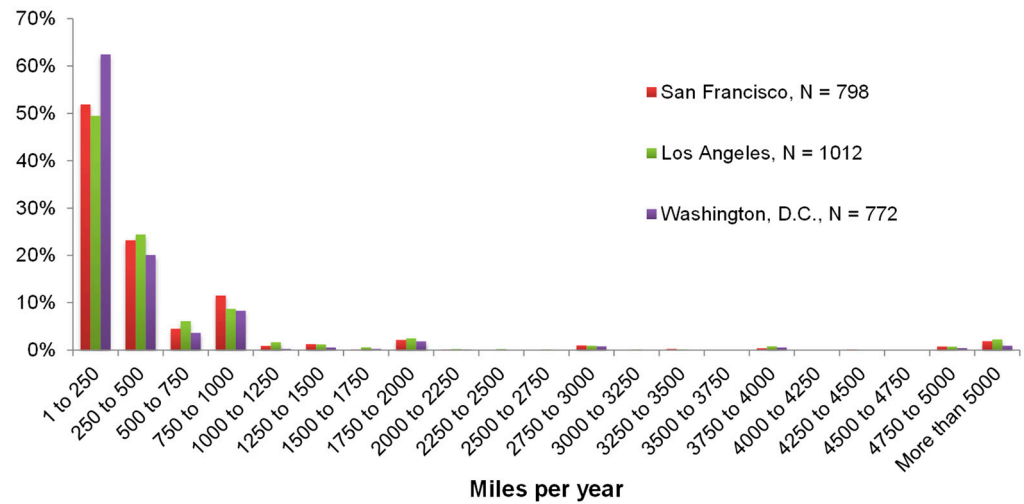 70%
60%
50%
40%
30%
20%
10%
0%
San Francisco, N = 798
Los Angeles, N = 1012
Washington, D.C., N = 772
1 to 250
250 to 500
500 to 750
750 to 1000
1000 to 1250
1250 to 1500
1500 to 1750
1750 to 2000
2000 to 2250
2250 to 2500
2500 to 2750
2750 to 3000
3000 to 3250
3250 to 3500
3500 to 3750
3750 to 4000
4000 to 4250
4250 to 4500
4500 to 4750
4750 to 5000
More than 5000
Miles per year